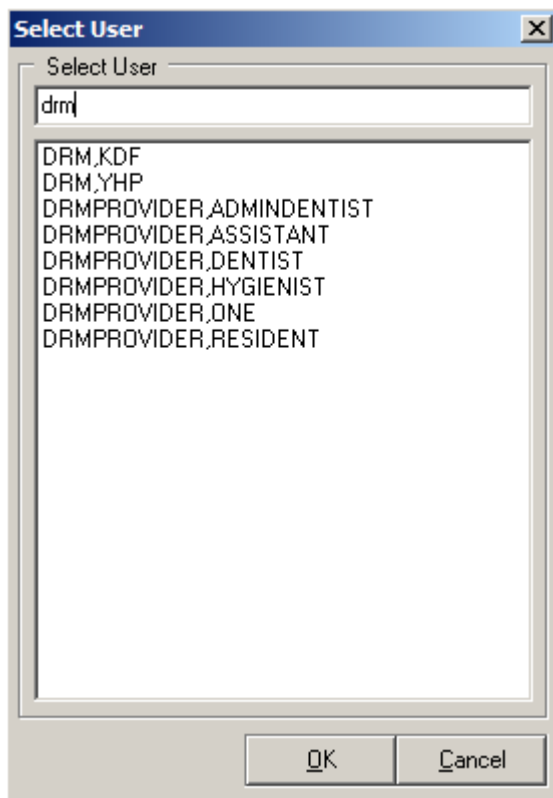 Select User
Select User
drm
DRM,KDF
DRM,YHP
DRMPROVIDER,ADMINDENTIST
DRMPROVIDER,ASSISTANT
DRMPROVIDER,DENTIST
DRMPROVIDER,HYGIENIST
DRMPROVIDER,ONE
DRMPROVIDER,RESIDENT
OK Cancel